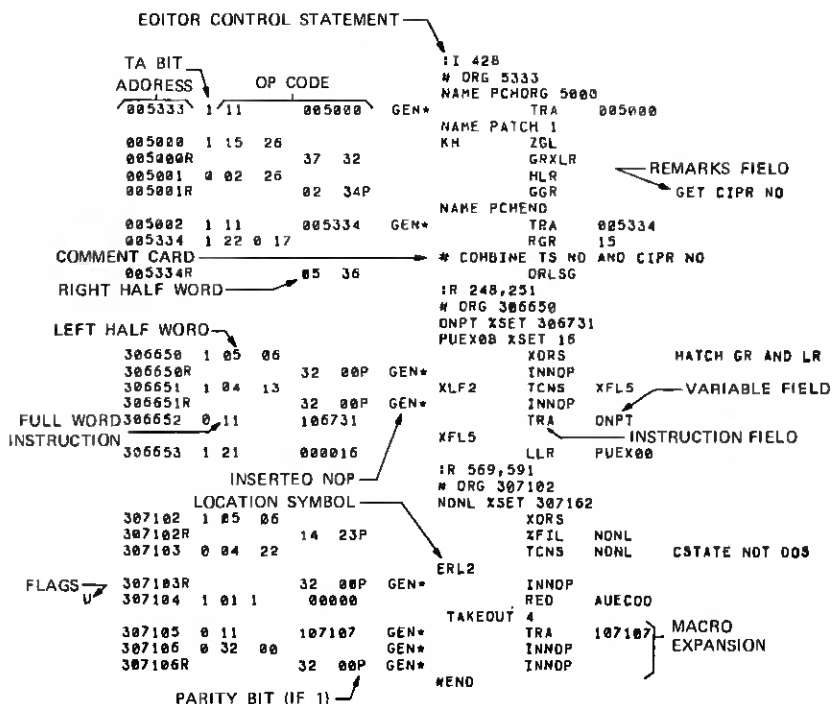 EDITOR CONTROL STATEMENT
:I 428
TA BIT
# ORG 5333
ADDRESS OP CODE
NAME PCHORG 5000
005333 1 11 005000 GEN* TRA 005000
NAME PATCH 1
005000 1 15 26 KH ZGL
005000R 37 32 GRXLR
REMARKS FIELD
005001 0 02 26 HLR
005001R 02 34P GGR GET CIPR NO
NAME PCHEND
005002 1 11 005334 GEN* TRA 005334
005334 1 22 0 17 RGR 15
COMMENT CARD # COMBINE TS NO AND CIPR NO
005334R 05 36 ORLSG
RIGHT HALF WORD
:R 248,251
# ORG 306650
ONPT %SET 306731
LEFT HALF WORD
PUEX00 %SET 16
306650 1 05 06 XORS HATCH GR AND LR
306650R 32 00P GEN* INNOP
306651 1 04 13 XLF2 TCNS XFL5 VARIABLE FIELD
306651R 32 00P GEN* INNOP
FULL WORD INSTRUCTION 306652 0 11 106731 TRA ONPT
INSTRUCTION FIELD
306653 1 21 000016 XFL5 LLR PUEX00
INSERTED NOP
:R 569,591
# ORG 307102
LOCATION SYMBOL
NONL %SET 307162
307102 1 05 06 XORS
307102R 14 23P %FIL NONL
307103 0 04 22 TCNS NONL CSTATE NOT OOS
ERL2
FLAGS 307103R 32 00P GEN* INNOP
U 307104 1 01 1 00000 RED AUECOD
TAKEOUT 4
307105 0 11 107107 GEN* TRA 107107 MACRO EXPANSION
307106 0 32 00 GEN* INNOP
307106R 32 00P GEN* INNOP
#END
PARITY BIT (IF 1)